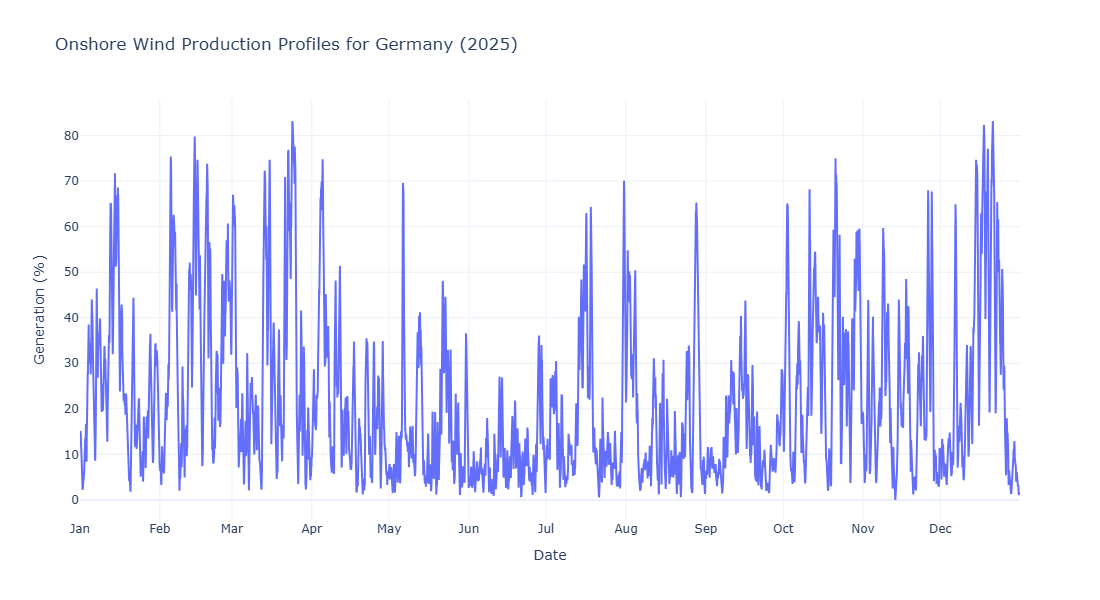 Onshore Wind Production Profiles for Germany (2025)
Generation (%)
80
70
60
50
40
30
20
10
0
Jan Feb Mar Apr May Jun Jul Aug Sep Oct Nov Dec
Date